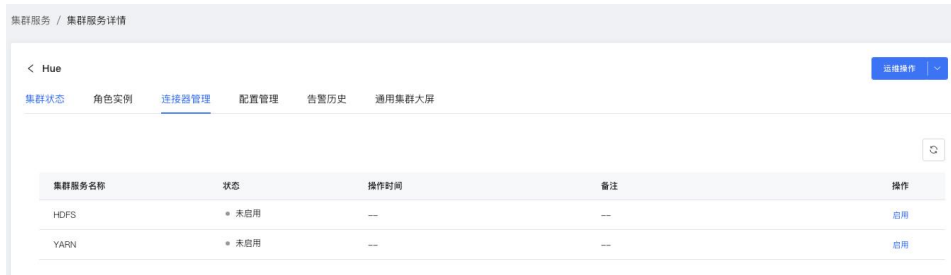 集群服务 / 集群服务详情
< Hue 运维操作
集群状态 角色实例 连接器管理 配置管理 告警历史 通用集群大屏
集群服务名称 状态 操作时间 备注 操作
HDFS 未启用 -- -- 启用
YARN 未启用 -- -- 启用